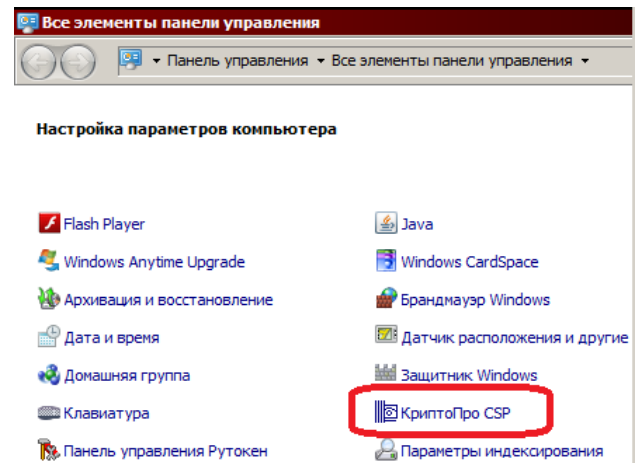 Все элементы панели управления
Панель управления Все элементы панели управления
Настройка параметров компьютера
Flash Player Java
Windows Anytime Upgrade Windows CardSpace
Архивация и восстановление Брандмауэр Windows
Дата и время Датчик расположения и другие
Домашняя группа Защитник Windows
Клавиатура КриптоПро CSP
Панель управления Рутокен Параметры индексирования